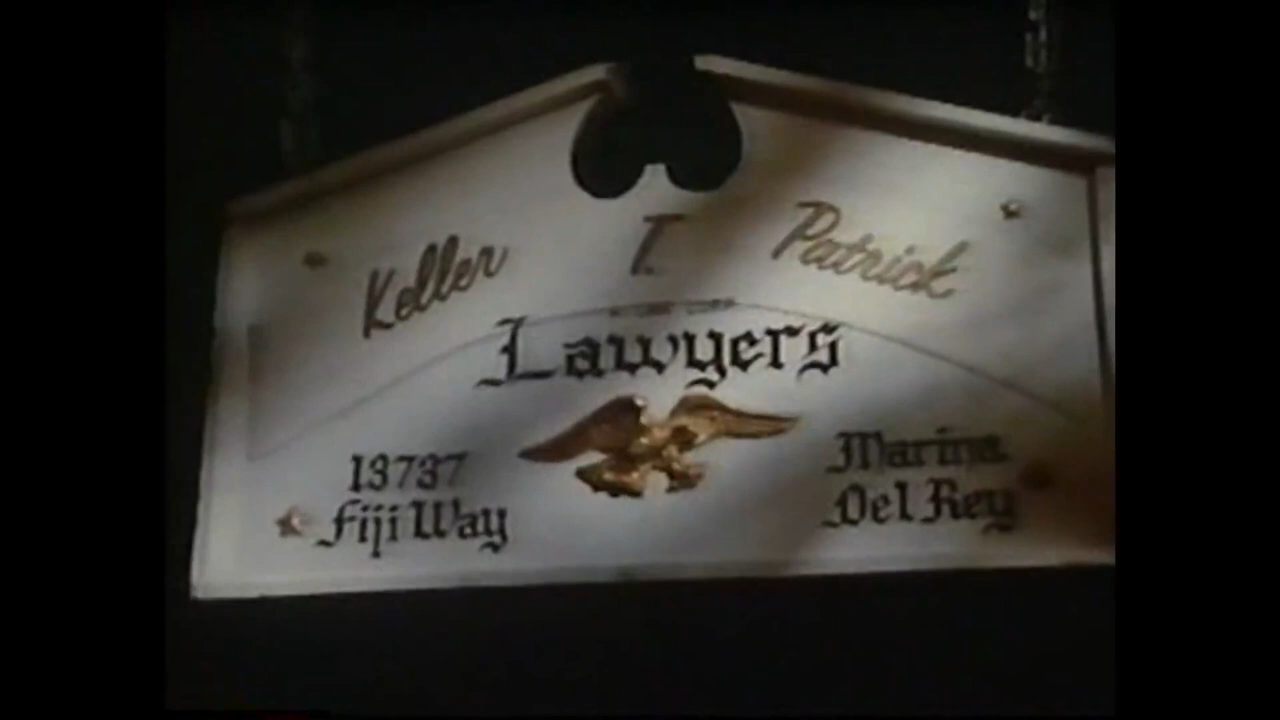 Keller T. Patrick
Lawyers
13737
Fiji Way
Marina
Del Rey